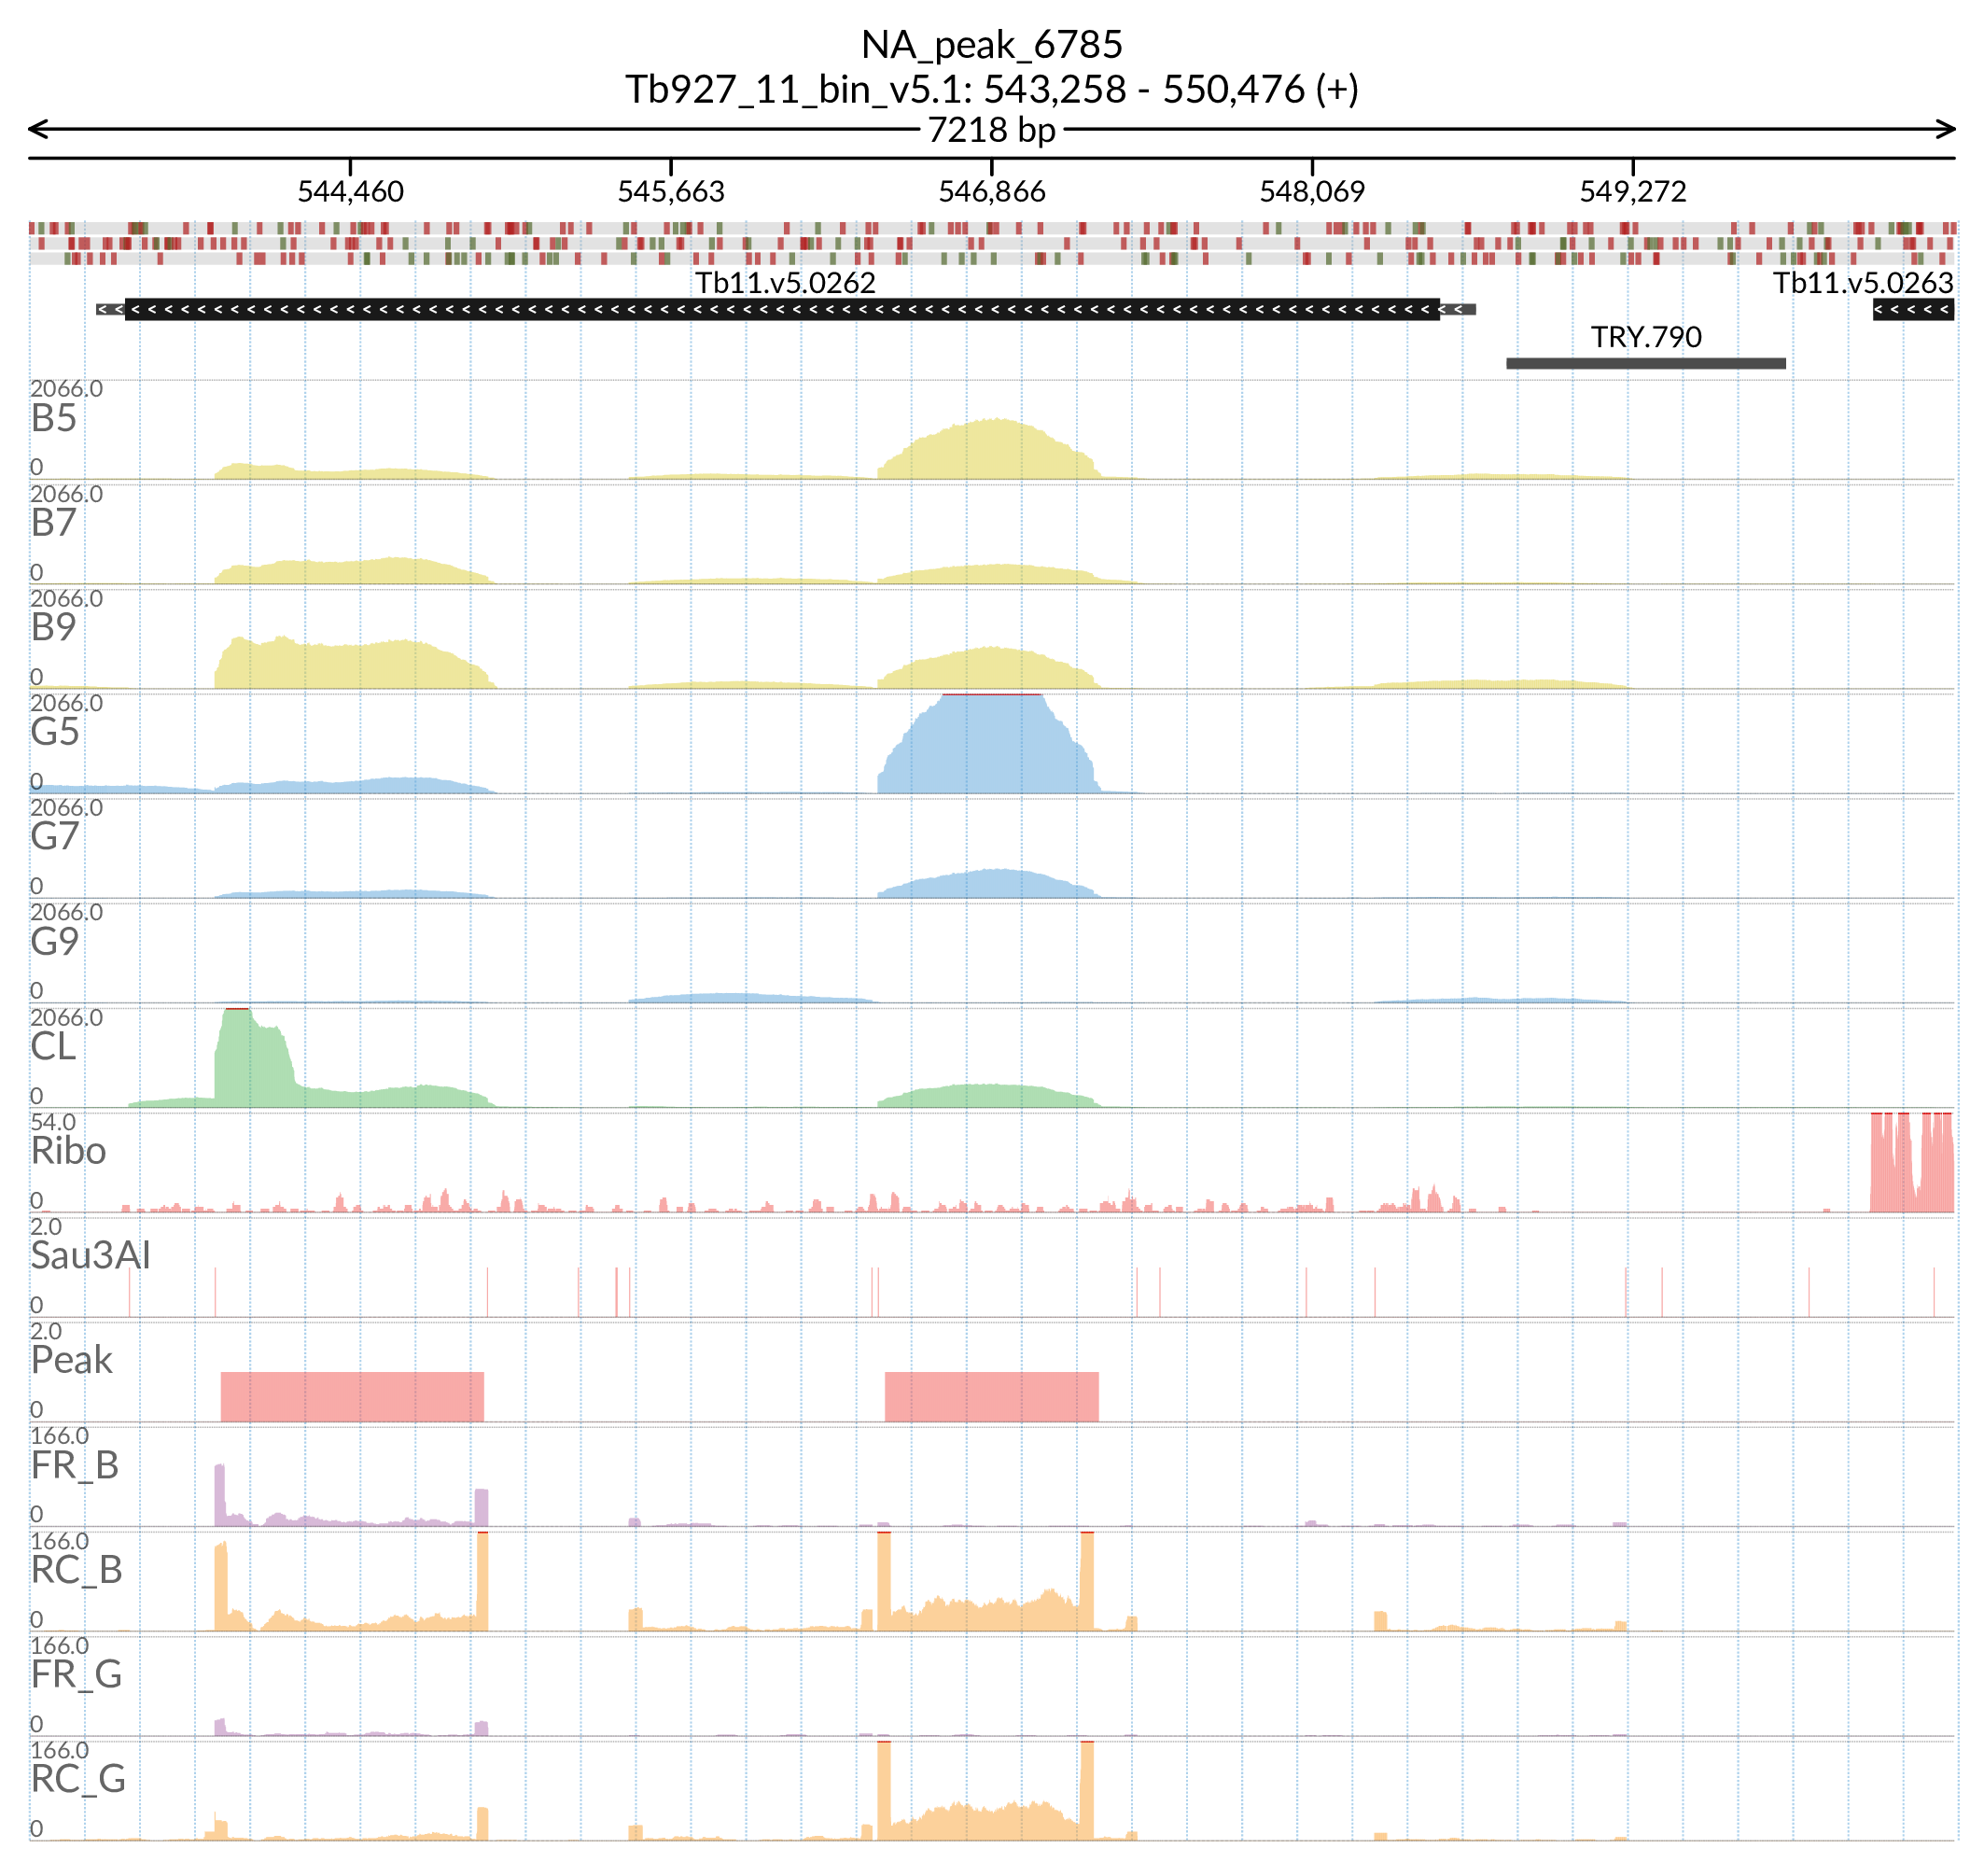 NA_peak_6785
Tb927_11_bin_v5.1: 543,258 - 550,476 (+)
7218 bp
544,460 545,663 546,866 548,069 549,272
Tb11.v5.0262 Tb11.v5.0263
TRY.790
2066.0
B5
0
2066.0
B7
0
2066.0
B9
0
2066.0
G5
0
2066.0
G7
0
2066.0
G9
0
2066.0
CL
0
54.0
Ribo
0
2.0
Sau3AI
0
2.0
Peak
0
166.0
FR_B
0
166.0
RC_B
0
166.0
FR_G
0
166.0
RC_G
0